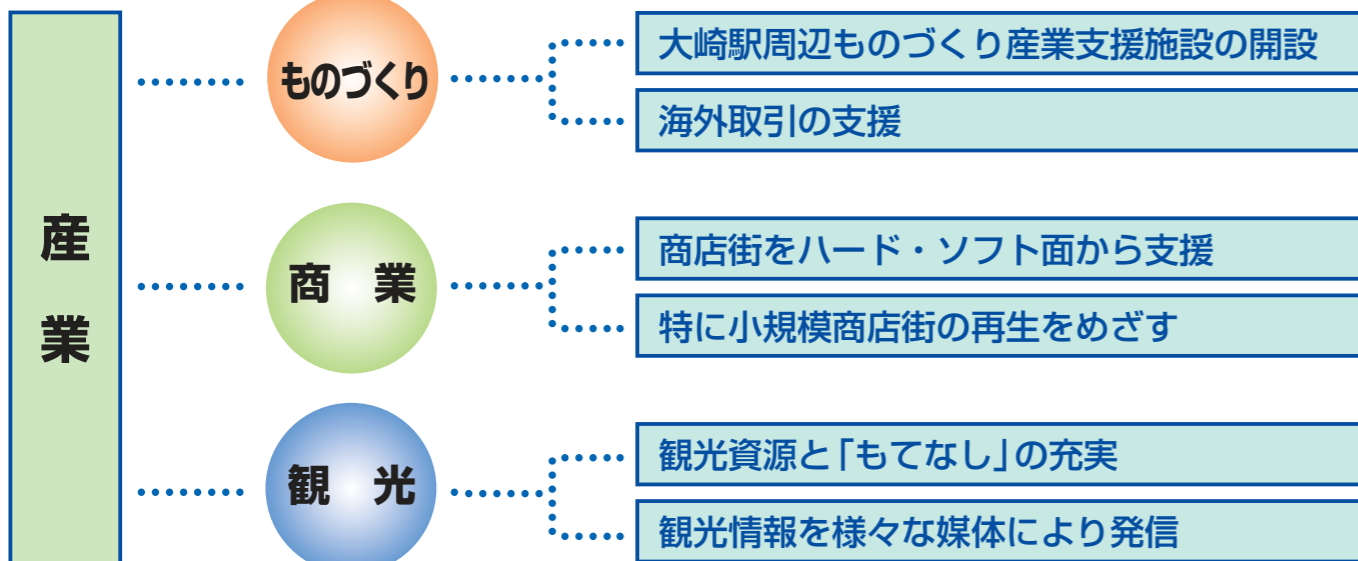 産業
ものづくり
大崎駅周辺ものづくり産業支援施設の開設
海外取引の支援
商　業
商店街をハード・ソフト面から支援
特に小規模商店街の再生をめざす
観　光
観光資源と「もてなし」の充実
観光情報を様々な媒体により発信